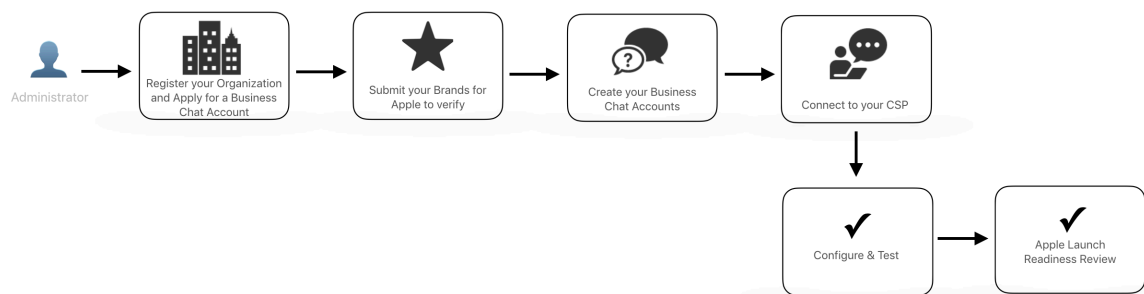 Administrator
Register your Organization
and Apply for a Business
Chat Account
Submit your Brands for
Apple to verify
Create your Business
Chat Accounts
Connect to your CSP
Configure & Test
Apple Launch
Readiness Review